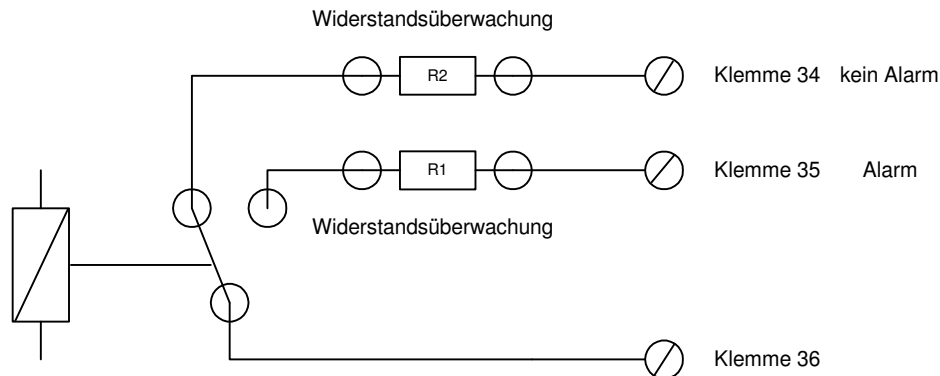 Widerstandsüberwachung
R2
Klemme 34 kein Alarm
R1
Klemme 35 Alarm
Widerstandsüberwachung
Klemme 36